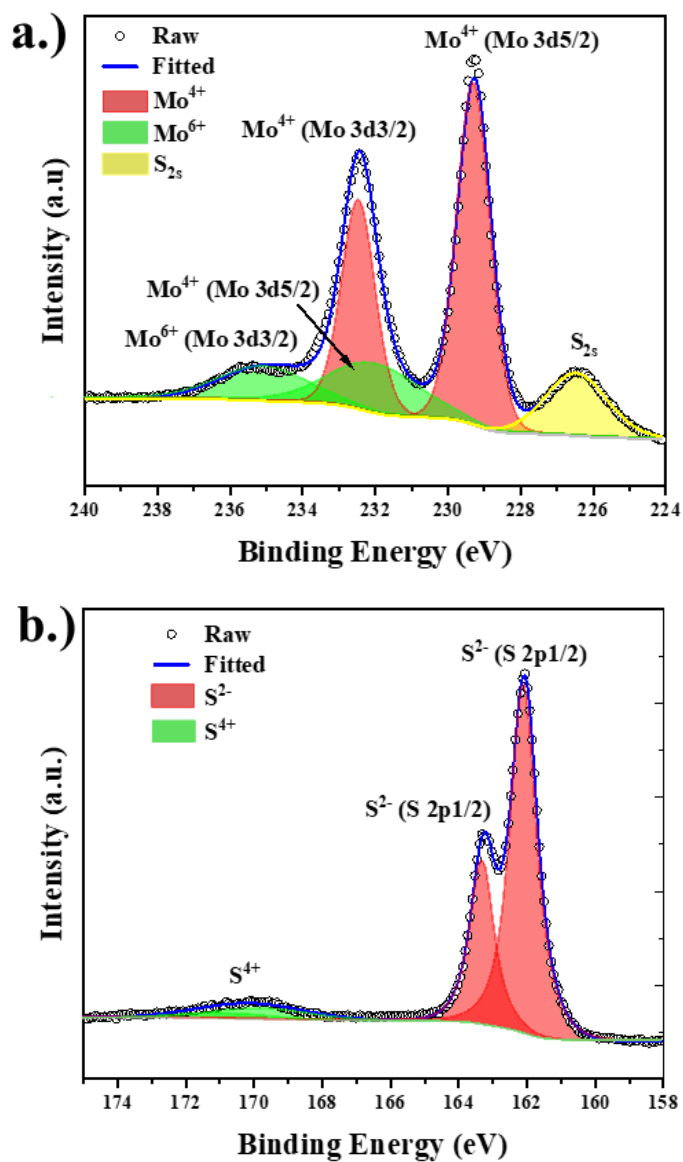 a.)
Raw
Fitted
Mo⁴⁺
Mo⁶⁺
S₂ₛ
Mo⁴⁺ (Mo 3d5/2)
Mo⁴⁺ (Mo 3d3/2)
Mo⁴⁺ (Mo 3d5/2)
Mo⁶⁺ (Mo 3d3/2)
S₂ₛ
Intensity (a.u)
240 238 236 234 232 230 228 226 224
Binding Energy (eV)
b.)
Raw
Fitted
S²⁻
S⁴⁺
S²⁻ (S 2p1/2)
S²⁻ (S 2p1/2)
S⁴⁺
Intensity (a.u.)
174 172 170 168 166 164 162 160 158
Binding Energy (eV)